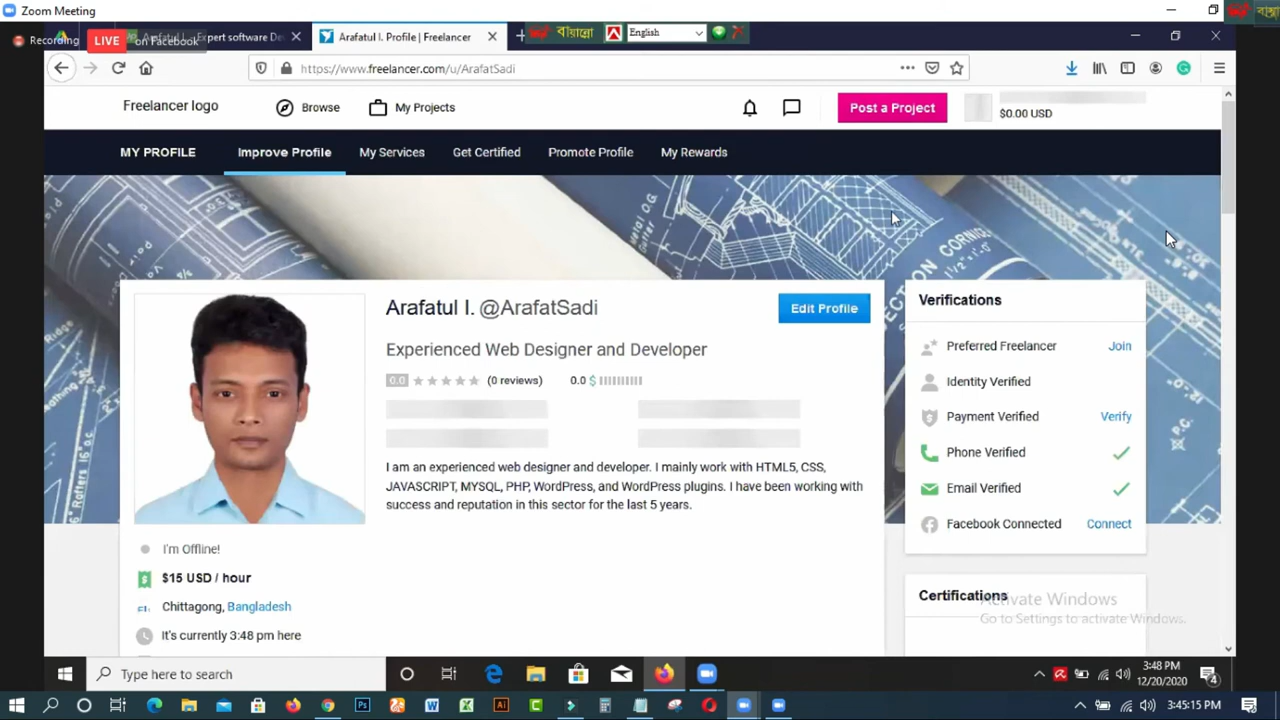 Zoom Meeting
Recording
LIVE on Facebook
Arafatul I. Profile | Freelancer
বায়ান্নো
English
https://www.freelancer.com/u/ArafatSadi
Freelancer logo
Browse
My Projects
Post a Project
$0.00 USD
MY PROFILE
Improve Profile
My Services
Get Certified
Promote Profile
My Rewards
Arafatul I. @ArafatSadi
Edit Profile
Experienced Web Designer and Developer
0.0 (0 reviews) 0.0 $
I am an experienced web designer and developer. I mainly work with HTML5, CSS,
JAVASCRIPT, MYSQL, PHP, WordPress, and WordPress plugins. I have been working with
success and reputation in this sector for the last 5 years.
I'm Offline!
$15 USD / hour
Chittagong, Bangladesh
It's currently 3:48 pm here
Verifications
Preferred Freelancer Join
Identity Verified
Payment Verified Verify
Phone Verified
Email Verified
Facebook Connected Connect
Certifications
Activate Windows
Go to Settings to activate Windows.
Type here to search
3:48 PM
12/20/2020
3:45:15 PM